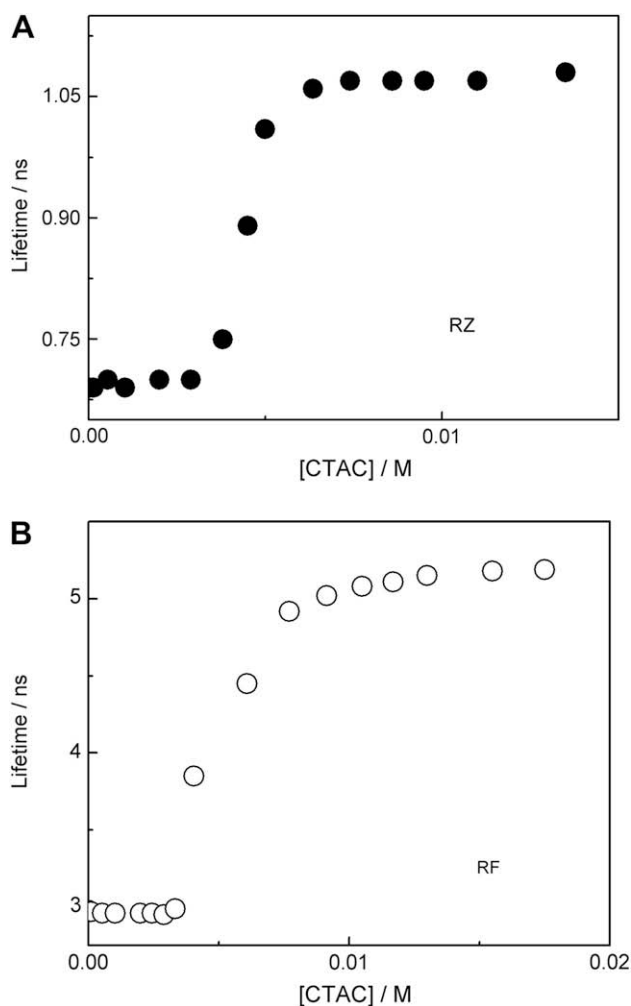 A
1.05
0.90
0.75
Lifetime / ns
RZ
0.00
0.01
[CTAC] / M
B
5
4
3
Lifetime / ns
RF
0.00
0.01
0.02
[CTAC] / M